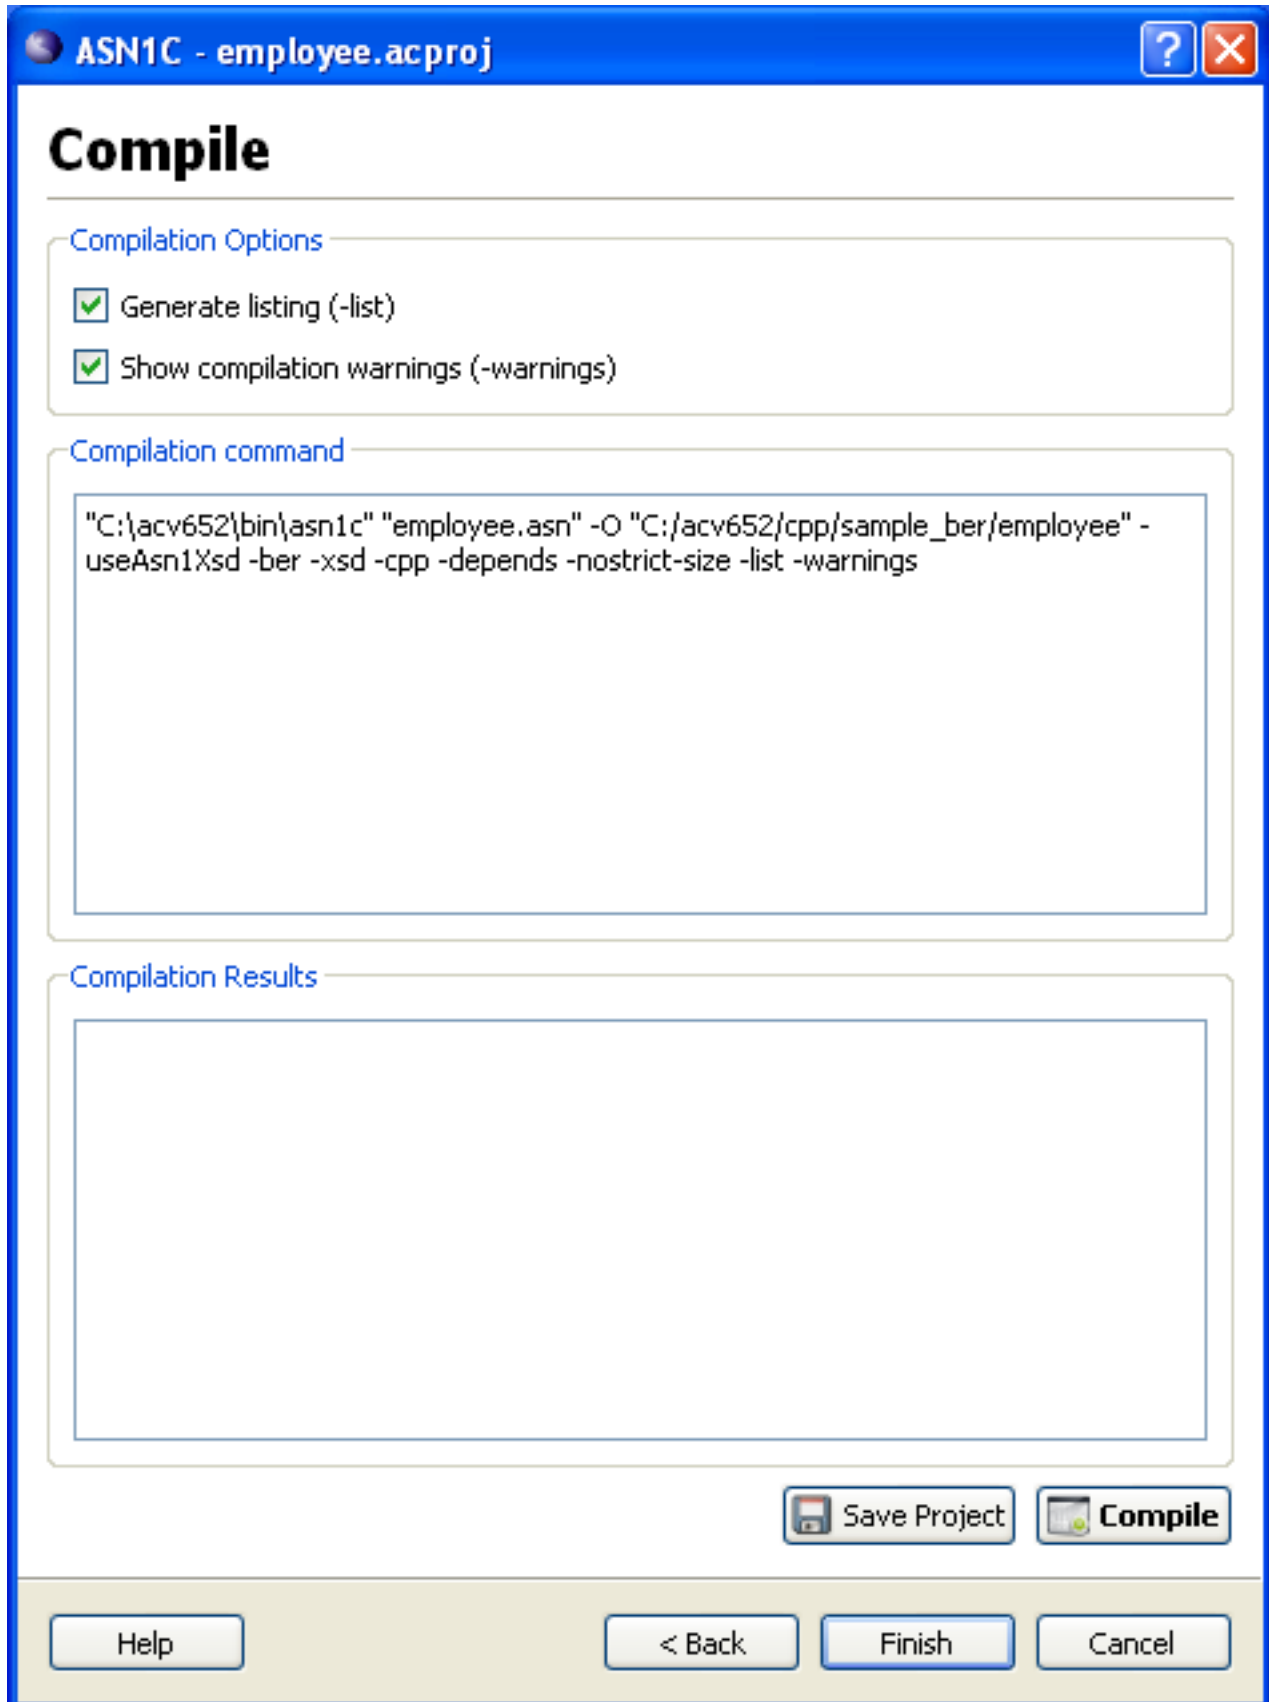 ASN1C - employee.acproj
Compile
Compilation Options
Generate listing (-list)
Show compilation warnings (-warnings)
Compilation command
"C:\acv652\bin\asn1c" "employee.asn" -O "C:/acv652/cpp/sample_ber/employee" -
useAsn1Xsd -ber -xsd -cpp -depends -nostrict-size -list -warnings
Compilation Results
Save Project
Compile
Help
< Back
Finish
Cancel